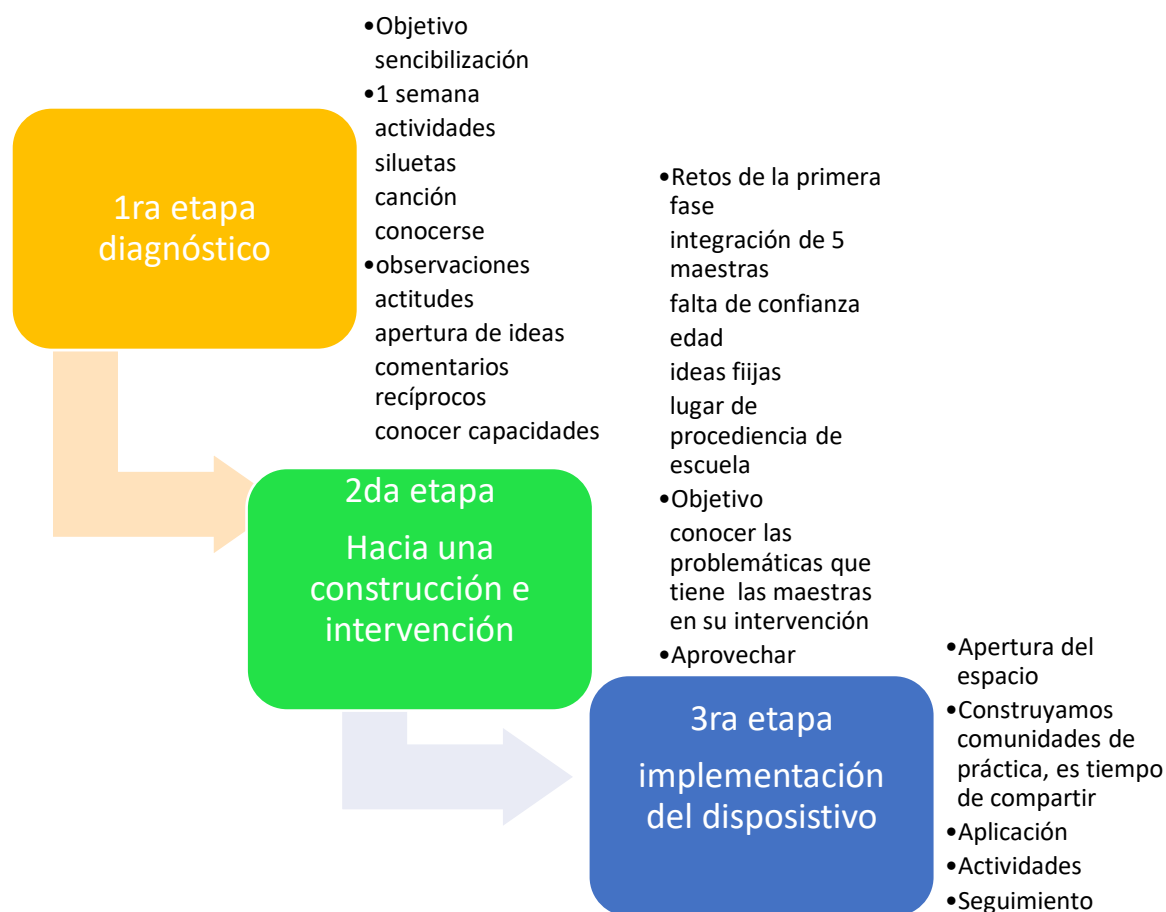 1ra etapa
diagnóstico
•Objetivo
sencibilización
•1 semana
actividades
siluetas
canción
conocerse
•observaciones
actitudes
apertura de ideas
comentarios
recíprocos
conocer capacidades
2da etapa
Hacia una
construcción e
intervención
•Retos de la primera
fase
integración de 5
maestras
falta de confianza
edad
ideas fiijas
lugar de
procediencia de
escuela
•Objetivo
conocer las
problemáticas que
tiene las maestras
en su intervención
•Aprovechar
3ra etapa
implementación
del disposistivo
•Apertura del
espacio
•Construyamos
comunidades de
práctica, es tiempo
de compartir
•Aplicación
•Actividades
•Seguimiento